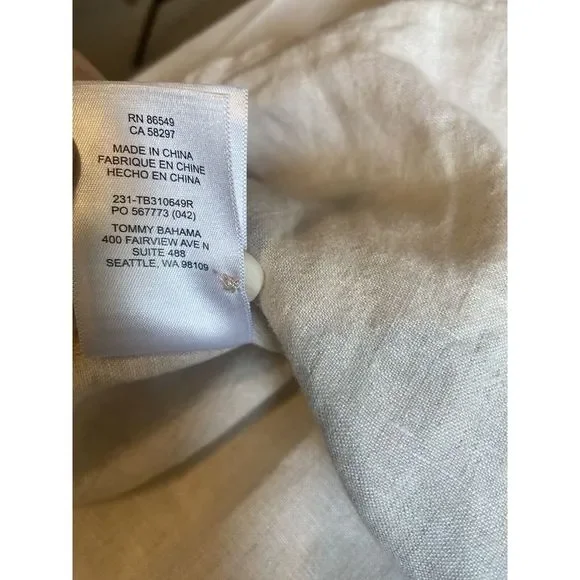 RN 86549
CA 58297
MADE IN CHINA
FABRIQUE EN CHINE
HECHO EN CHINA
231-TB310649R
PO 567773 (042)
TOMMY BAHAMA
400 FAIRVIEW AVE N
SUITE 488
SEATTLE, WA 98109